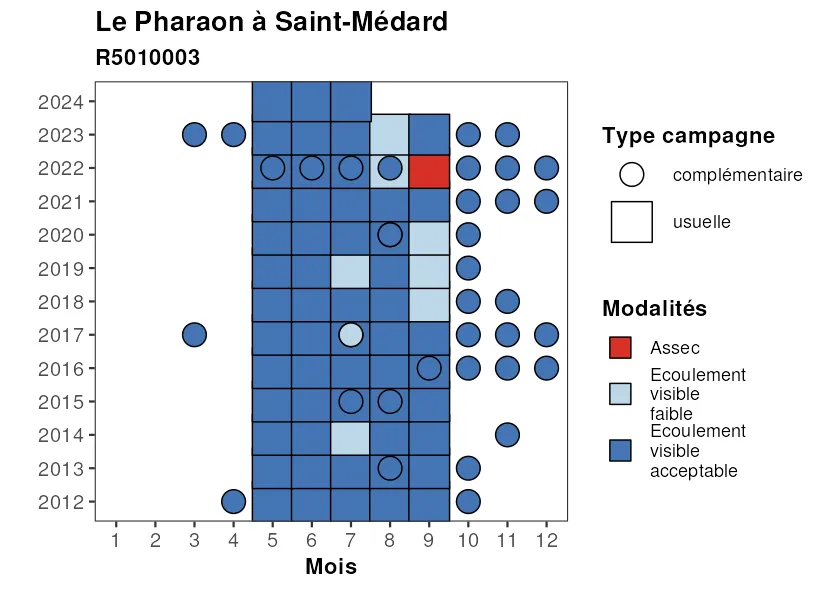 Le Pharaon à Saint-Médard
R5010003
2024
2023
2022
2021
2020
2019
2018
2017
2016
2015
2014
2013
2012
1 2 3 4 5 6 7 8 9 10 11 12
Mois
Type campagne
complémentaire
usuelle
Modalités
Assec
Ecoulement
visible
faible
Ecoulement
visible
acceptable